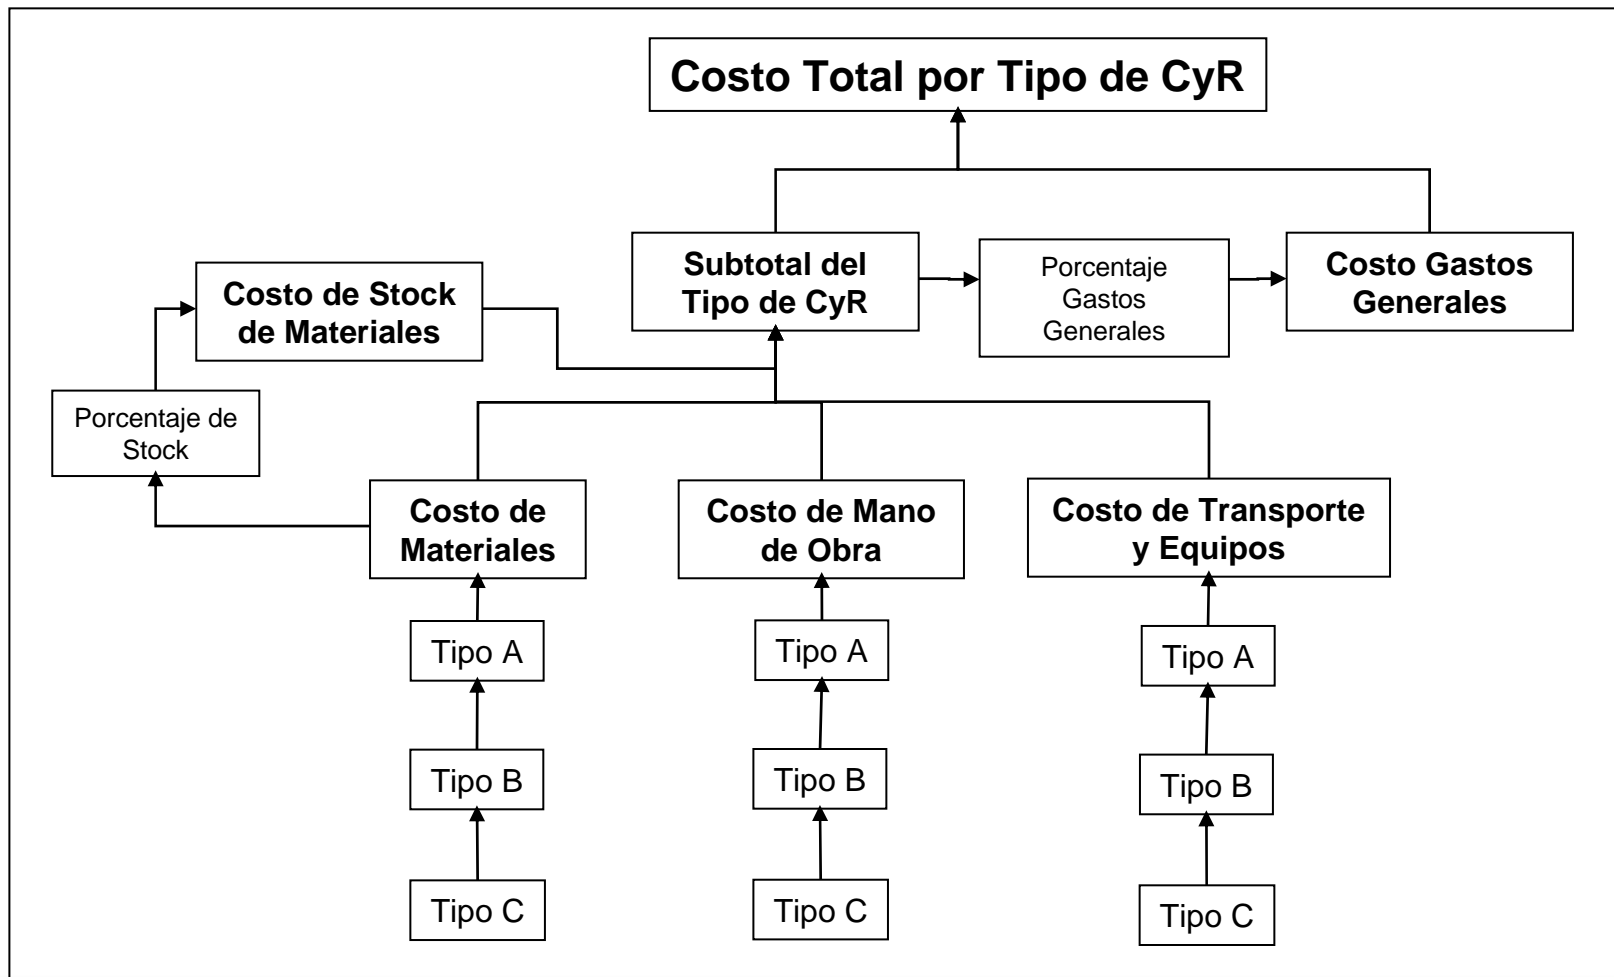 Costo Total por Tipo de CyR
Subtotal del
Tipo de CyR
Porcentaje
Gastos
Generales
Costo Gastos
Generales
Costo de Stock
de Materiales
Porcentaje de
Stock
Costo de
Materiales
Costo de Mano
de Obra
Costo de Transporte
y Equipos
Tipo A
Tipo A
Tipo A
Tipo B
Tipo B
Tipo B
Tipo C
Tipo C
Tipo C